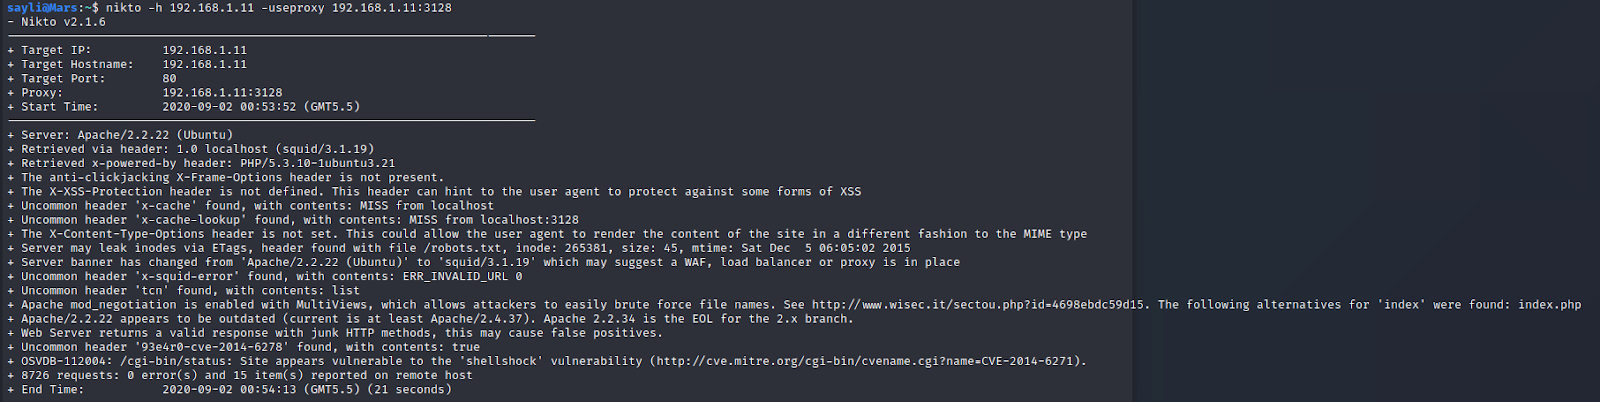 sayli@Mars:~$ nikto -h 192.168.1.11 -useproxy 192.168.1.11:3128
- Nikto v2.1.6
+ Target IP:          192.168.1.11
+ Target Hostname:    192.168.1.11
+ Target Port:        80
+ Proxy:              192.168.1.11:3128
+ Start Time:         2020-09-02 00:53:52 (GMT5.5)
+ Server: Apache/2.2.22 (Ubuntu)
+ Retrieved via header: 1.0 localhost (squid/3.1.19)
+ Retrieved x-powered-by header: PHP/5.3.10-1ubuntu3.21
+ The anti-clickjacking X-Frame-Options header is not present.
+ The X-XSS-Protection header is not defined. This header can hint to the user agent to protect against some forms of XSS
+ Uncommon header 'x-cache' found, with contents: MISS from localhost
+ Uncommon header 'x-cache-lookup' found, with contents: MISS from localhost:3128
+ The X-Content-Type-Options header is not set. This could allow the user agent to render the content of the site in a different fashion to the MIME type
+ Server may leak inodes via ETags, header found with file /robots.txt, inode: 265381, size: 45, mtime: Sat Dec  5 06:05:02 2015
+ Server banner has changed from 'Apache/2.2.22 (Ubuntu)' to 'squid/3.1.19' which may suggest a WAF, load balancer or proxy is in place
+ Uncommon header 'x-squid-error' found, with contents: ERR_INVALID_URL 0
+ Uncommon header 'tcn' found, with contents: list
+ Apache mod_negotiation is enabled with MultiViews, which allows attackers to easily brute force file names. See http://www.wisec.it/sectou.php?id=4698ebdc59d15. The following alternatives for 'index' were found: index.php
+ Apache/2.2.22 appears to be outdated (current is at least Apache/2.4.37). Apache 2.2.34 is the EOL for the 2.x branch.
+ Web Server returns a valid response with junk HTTP methods, this may cause false positives.
+ Uncommon header '93e4r0-cve-2014-6278' found, with contents: true
+ OSVDB-112004: /cgi-bin/status: Site appears vulnerable to the 'shellshock' vulnerability (http://cve.mitre.org/cgi-bin/cvename.cgi?name=CVE-2014-6271).
+ 8726 requests: 0 error(s) and 15 item(s) reported on remote host
+ End Time:           2020-09-02 00:54:13 (GMT5.5) (21 seconds)